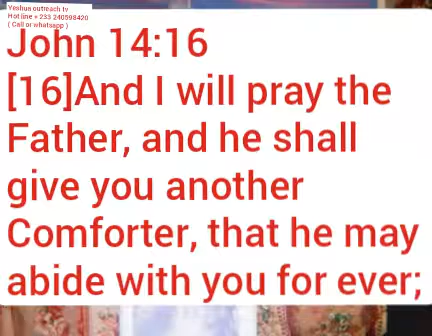 Yeshua outreach tv
Hot line + 233 240598420
( Call or whatsapp )
John 14:16
[16]And I will pray the
Father, and he shall
give you another
Comforter, that he may
abide with you for ever;